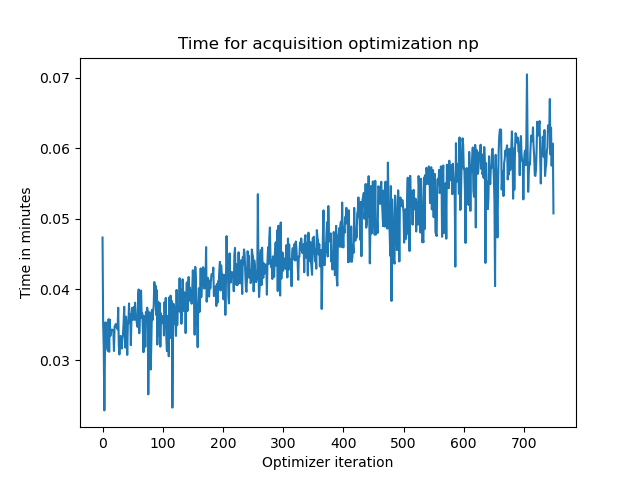 Time for acquisition optimization np
0.07
0.06
0.05
0.04
0.03
Time in minutes
0 100 200 300 400 500 600 700
Optimizer iteration